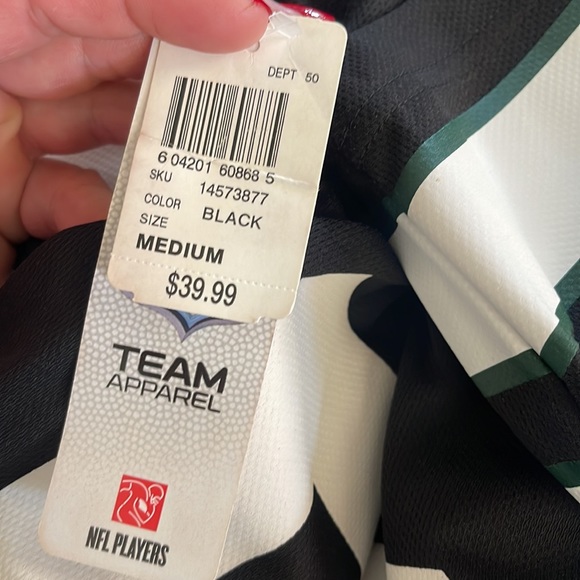 DEPT 50
6 04201 60868 5
SKU 14573877
COLOR BLACK
SIZE
MEDIUM
$39.99
TEAM
APPAREL
NFL PLAYERS